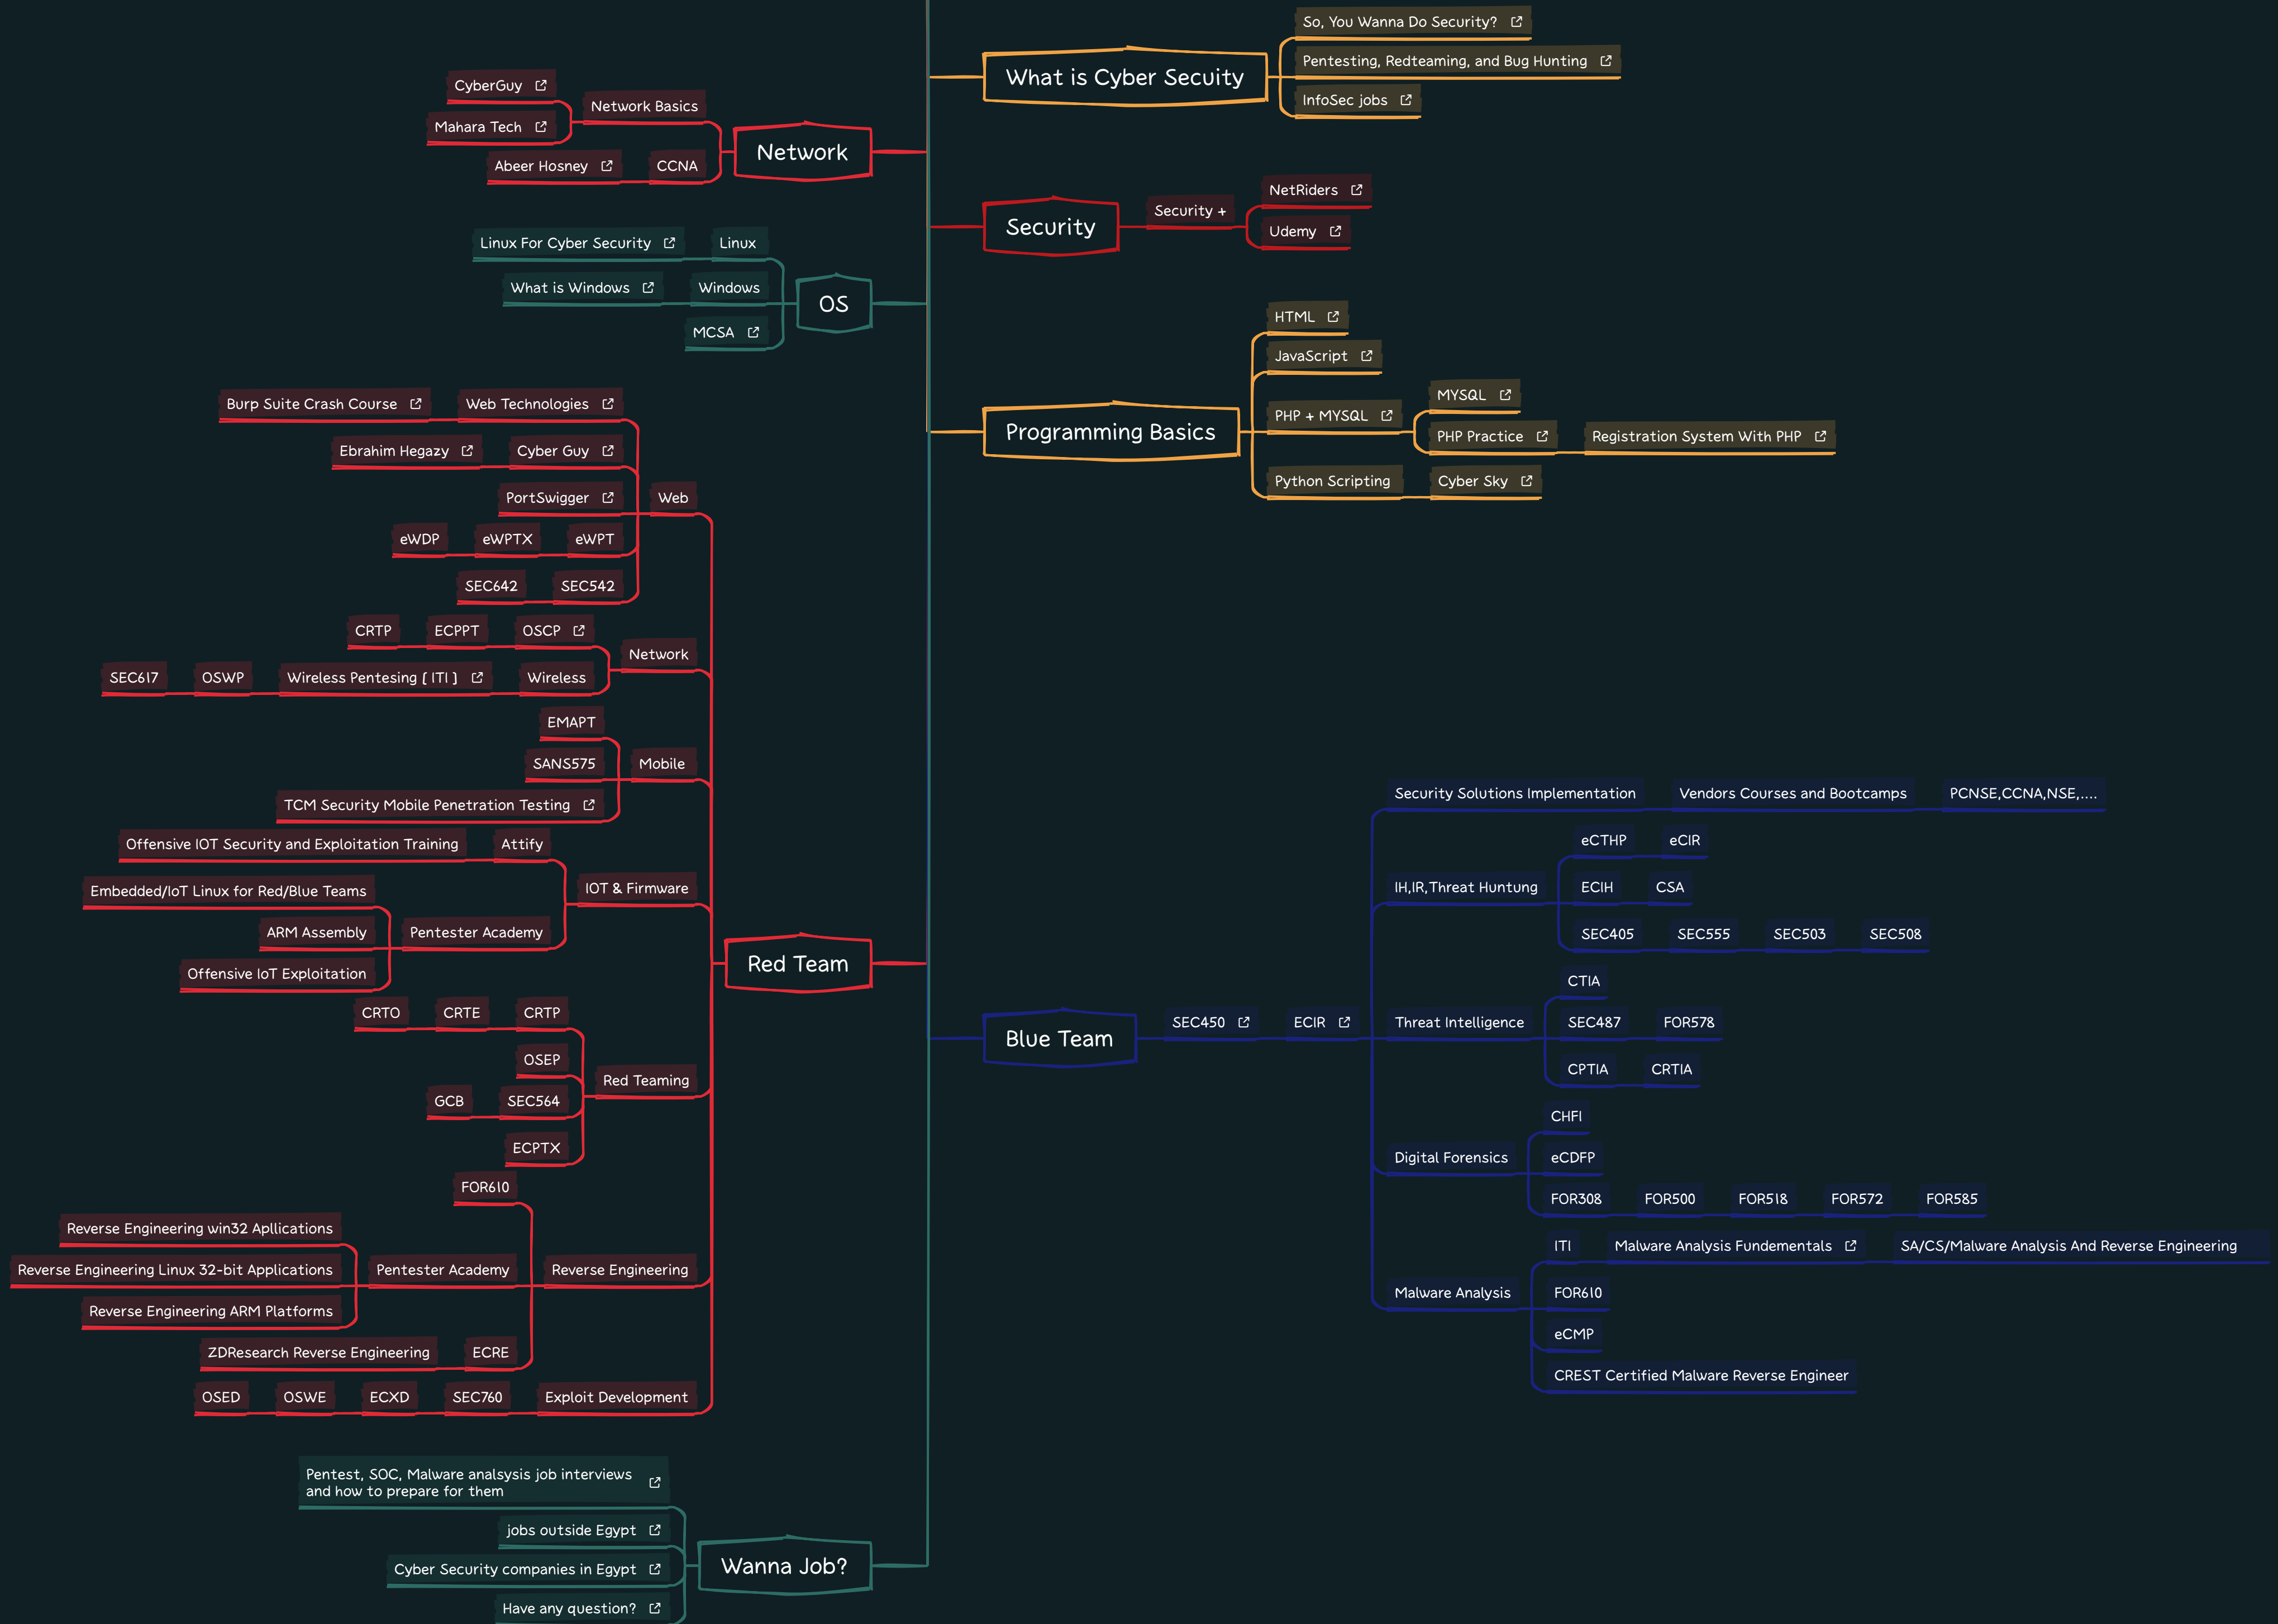 What is Cyber Secuity
So, You Wanna Do Security?
Pentesting, Redteaming, and Bug Hunting
InfoSec jobs
Network
Network Basics
CyberGuy
Mahara Tech
CCNA
Abeer Hosney
Security
Security +
NetRiders
Udemy
OS
Linux
Linux For Cyber Security
Windows
What is Windows
MCSA
Programming Basics
HTML
JavaScript
PHP + MYSQL
MYSQL
PHP Practice
Registration System With PHP
Python Scripting
Cyber Sky
Red Team
Web
Web Technologies
Burp Suite Crash Course
Cyber Guy
Ebrahim Hegazy
PortSwigger
eWPT
eWPTX
eWDP
SEC542
SEC642
Network
OSCP
ECPPT
CRTP
Wireless
Wireless Pentesing [ ITI ]
OSWP
SEC617
Mobile
EMAPT
SANS575
TCM Security Mobile Penetration Testing
IOT & Firmware
Attify
Offensive IOT Security and Exploitation Training
Pentester Academy
Embedded/IoT Linux for Red/Blue Teams
ARM Assembly
Offensive IoT Exploitation
Red Teaming
CRTP
CRTE
CRTO
OSEP
SEC564
GCB
ECPTX
Reverse Engineering
FOR610
Pentester Academy
Reverse Engineering win32 Apllications
Reverse Engineering Linux 32-bit Applications
Reverse Engineering ARM Platforms
ECRE
ZDResearch Reverse Engineering
Exploit Development
SEC760
ECXD
OSWE
OSED
Blue Team
SEC450
ECIR
Security Solutions Implementation
Vendors Courses and Bootcamps
PCNSE,CCNA,NSE,....
IH,IR,Threat Huntung
eCTHP
eCIR
ECIH
CSA
SEC405
SEC555
SEC503
SEC508
Threat Intelligence
CTIA
SEC487
FOR578
CPTIA
CRTIA
Digital Forensics
CHFI
eCDFP
FOR308
FOR500
FOR518
FOR572
FOR585
Malware Analysis
ITI
Malware Analysis Fundementals
SA/CS/Malware Analysis And Reverse Engineering
FOR610
eCMP
CREST Certified Malware Reverse Engineer
Wanna Job?
Pentest, SOC, Malware analsysis job interviews
and how to prepare for them
jobs outside Egypt
Cyber Security companies in Egypt
Have any question?